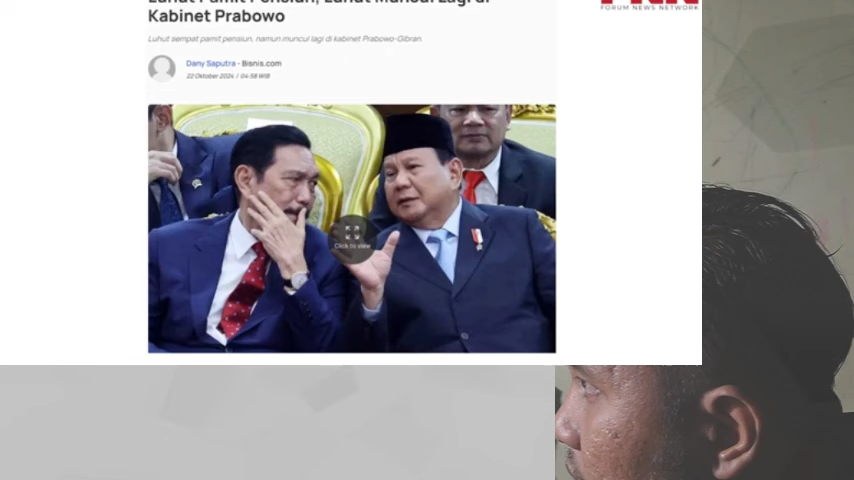 Kabinet Prabowo
FORUM NEWS NETWORK
Luhut sempat pamit pensiun, namun muncul lagi di kabinet Prabowo-Gibran.
Dany Saputra - Bisnis.com
22 Oktober 2024 | 04:58 WIB
Click to view